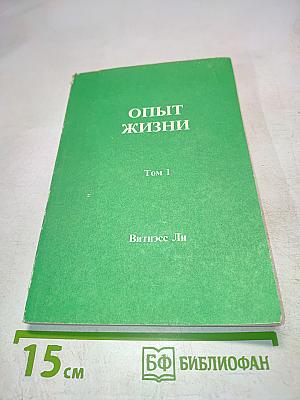 ОПЫТ
ЖИЗНИ
Том 1
Витнэсс Ли
15 см
БФ БИБЛИОФАН